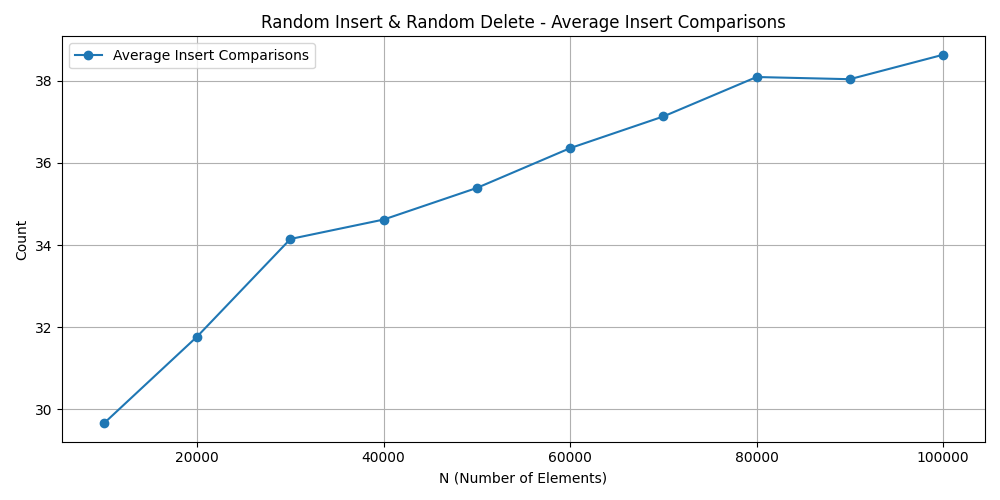 Random Insert & Random Delete - Average Insert Comparisons
Average Insert Comparisons
Count
38
36
34
32
30
20000 40000 60000 80000 100000
N (Number of Elements)